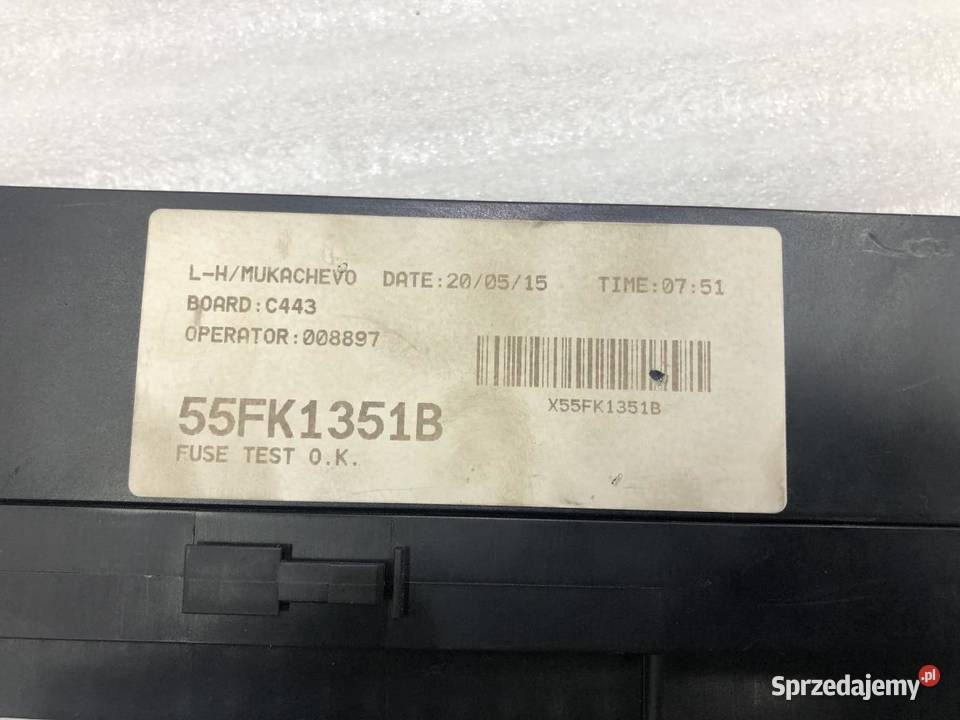 L-H/MUKACHEVO DATE:20/05/15 TIME:07:51
BOARD:C443
OPERATOR:008897
X55FK1351B
55FK1351B
FUSE TEST O.K.
Sprzedajemy.pl